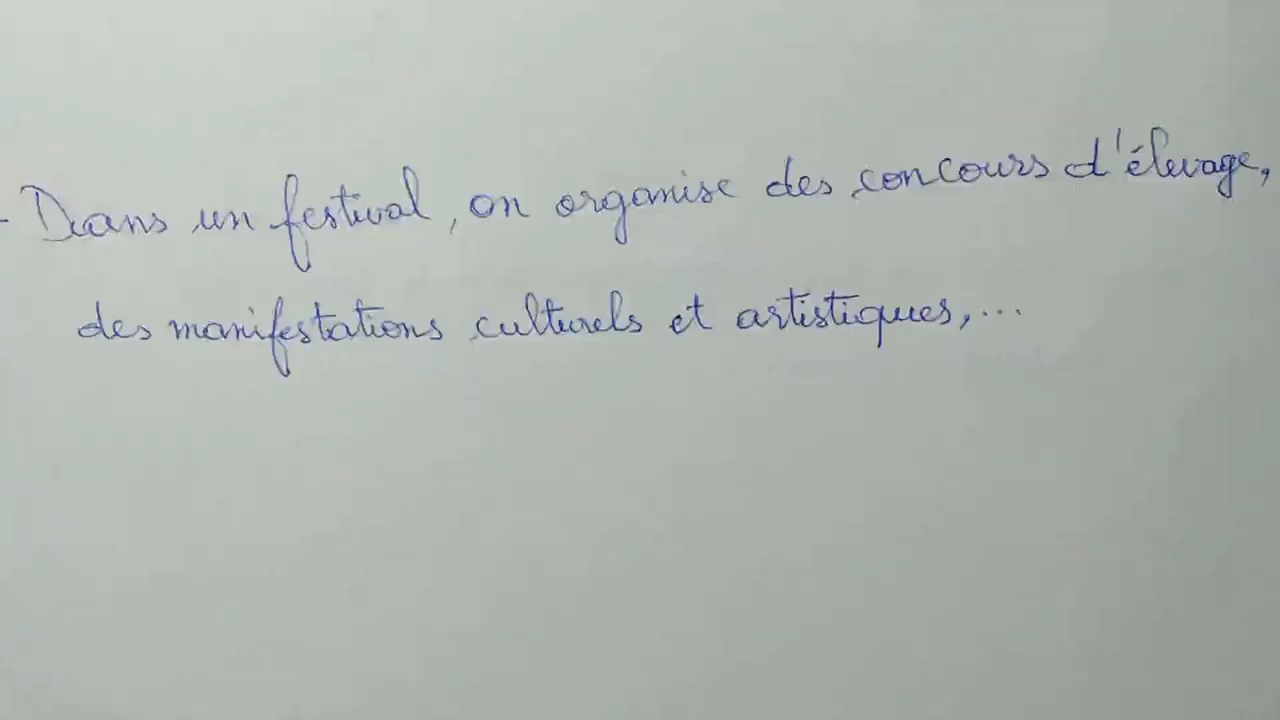 - Dans un festival, on organise des concours d'élevage,
des manifestations culturels et artistiques,...